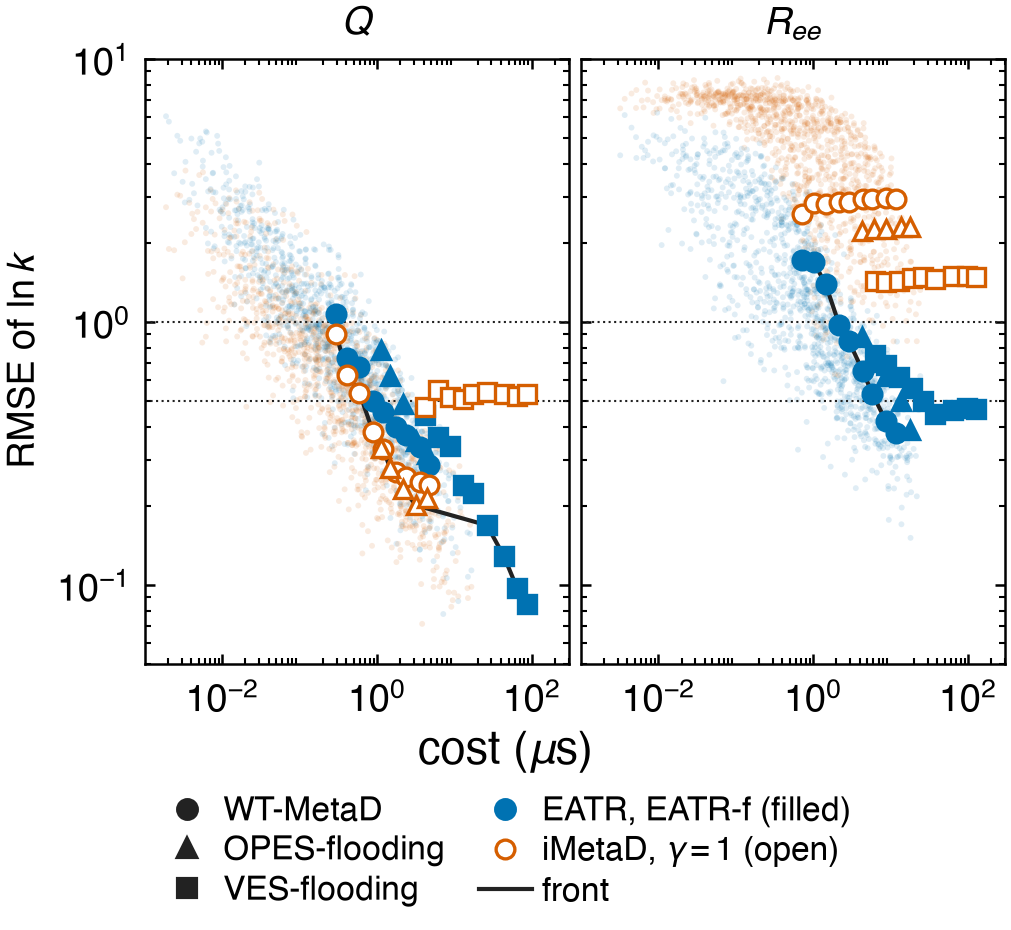 Q
R_ee
RMSE of ln k
10^1
10^0
10^−1
10^−2
10^0
10^2
10^−2
10^0
10^2
cost (μs)
WT-MetaD
OPES-flooding
VES-flooding
EATR, EATR-f (filled)
iMetaD, γ = 1 (open)
front